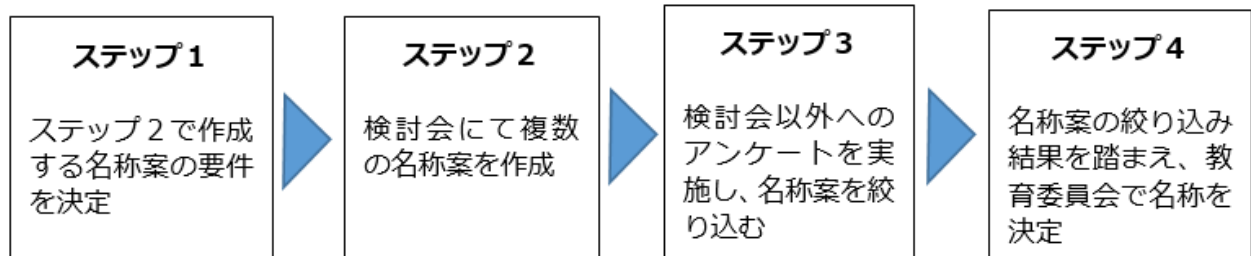 ステップ1
ステップ２で作成
する名称案の要件
を決定
ステップ２
検討会にて複数
の名称案を作成
ステップ３
検討会以外への
アンケートを実
施し、名称案を絞
り込む
ステップ4
名称案の絞り込み
結果を踏まえ、教
育委員会で名称を
決定